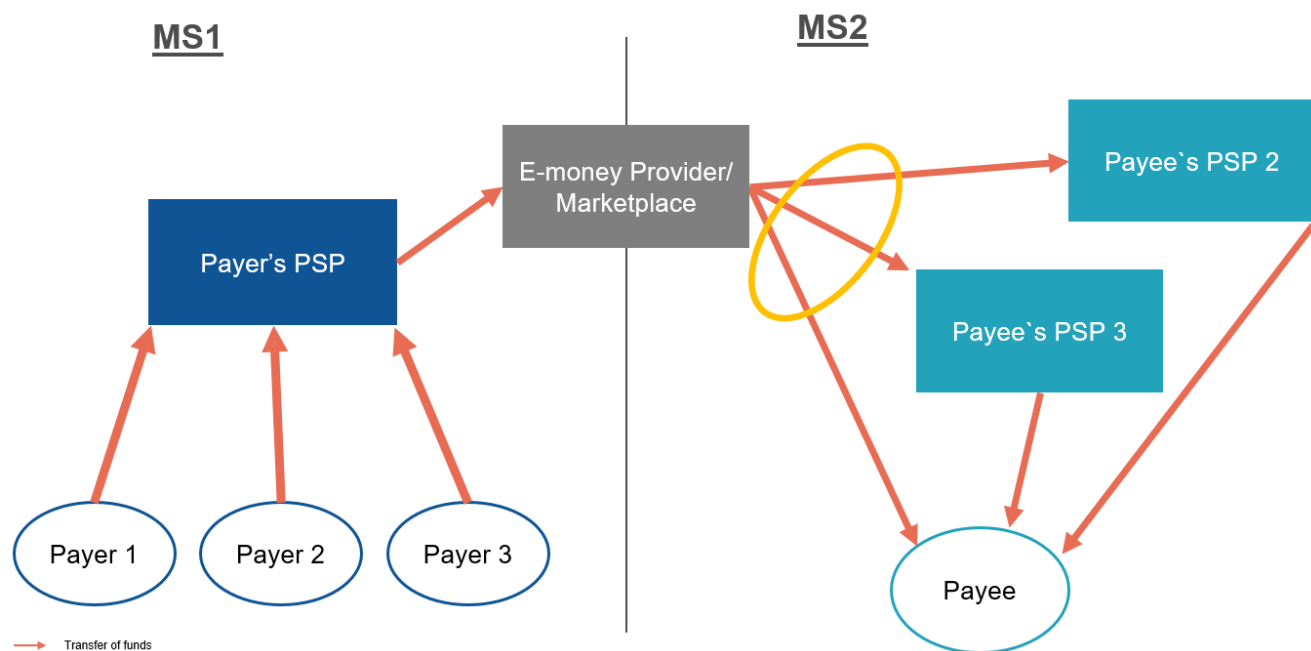 MS1
MS2
E-money Provider/
Marketplace
Payee`s PSP 2
Payer’s PSP
Payee`s PSP 3
Payer 1
Payer 2
Payer 3
Payee
Transfer of funds